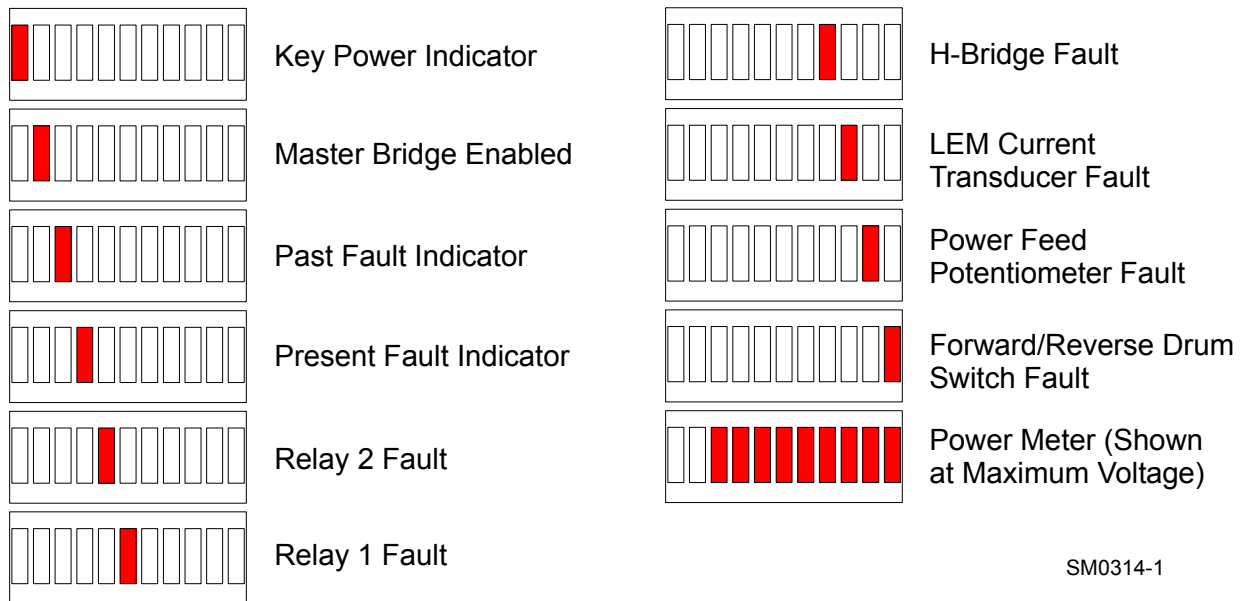 Key Power Indicator
Master Bridge Enabled
Past Fault Indicator
Present Fault Indicator
Relay 2 Fault
Relay 1 Fault
H-Bridge Fault
LEM Current
Transducer Fault
Power Feed
Potentiometer Fault
Forward/Reverse Drum
Switch Fault
Power Meter (Shown
at Maximum Voltage)
SM0314-1